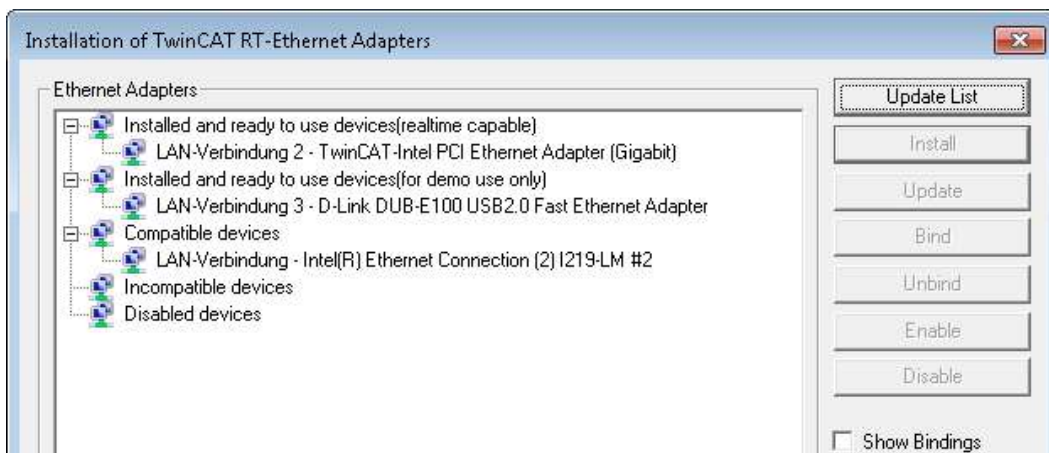 Installation of TwinCAT RT-Ethernet Adapters
Ethernet Adapters
Installed and ready to use devices(realtime capable)
LAN-Verbindung 2 - TwinCAT-Intel PCI Ethernet Adapter (Gigabit)
Installed and ready to use devices(for demo use only)
LAN-Verbindung 3 - D-Link DUB-E100 USB2.0 Fast Ethernet Adapter
Compatible devices
LAN-Verbindung - Intel(R) Ethernet Connection (2) I219-LM #2
Incompatible devices
Disabled devices
Update List
Install
Update
Bind
Unbind
Enable
Disable
Show Bindings